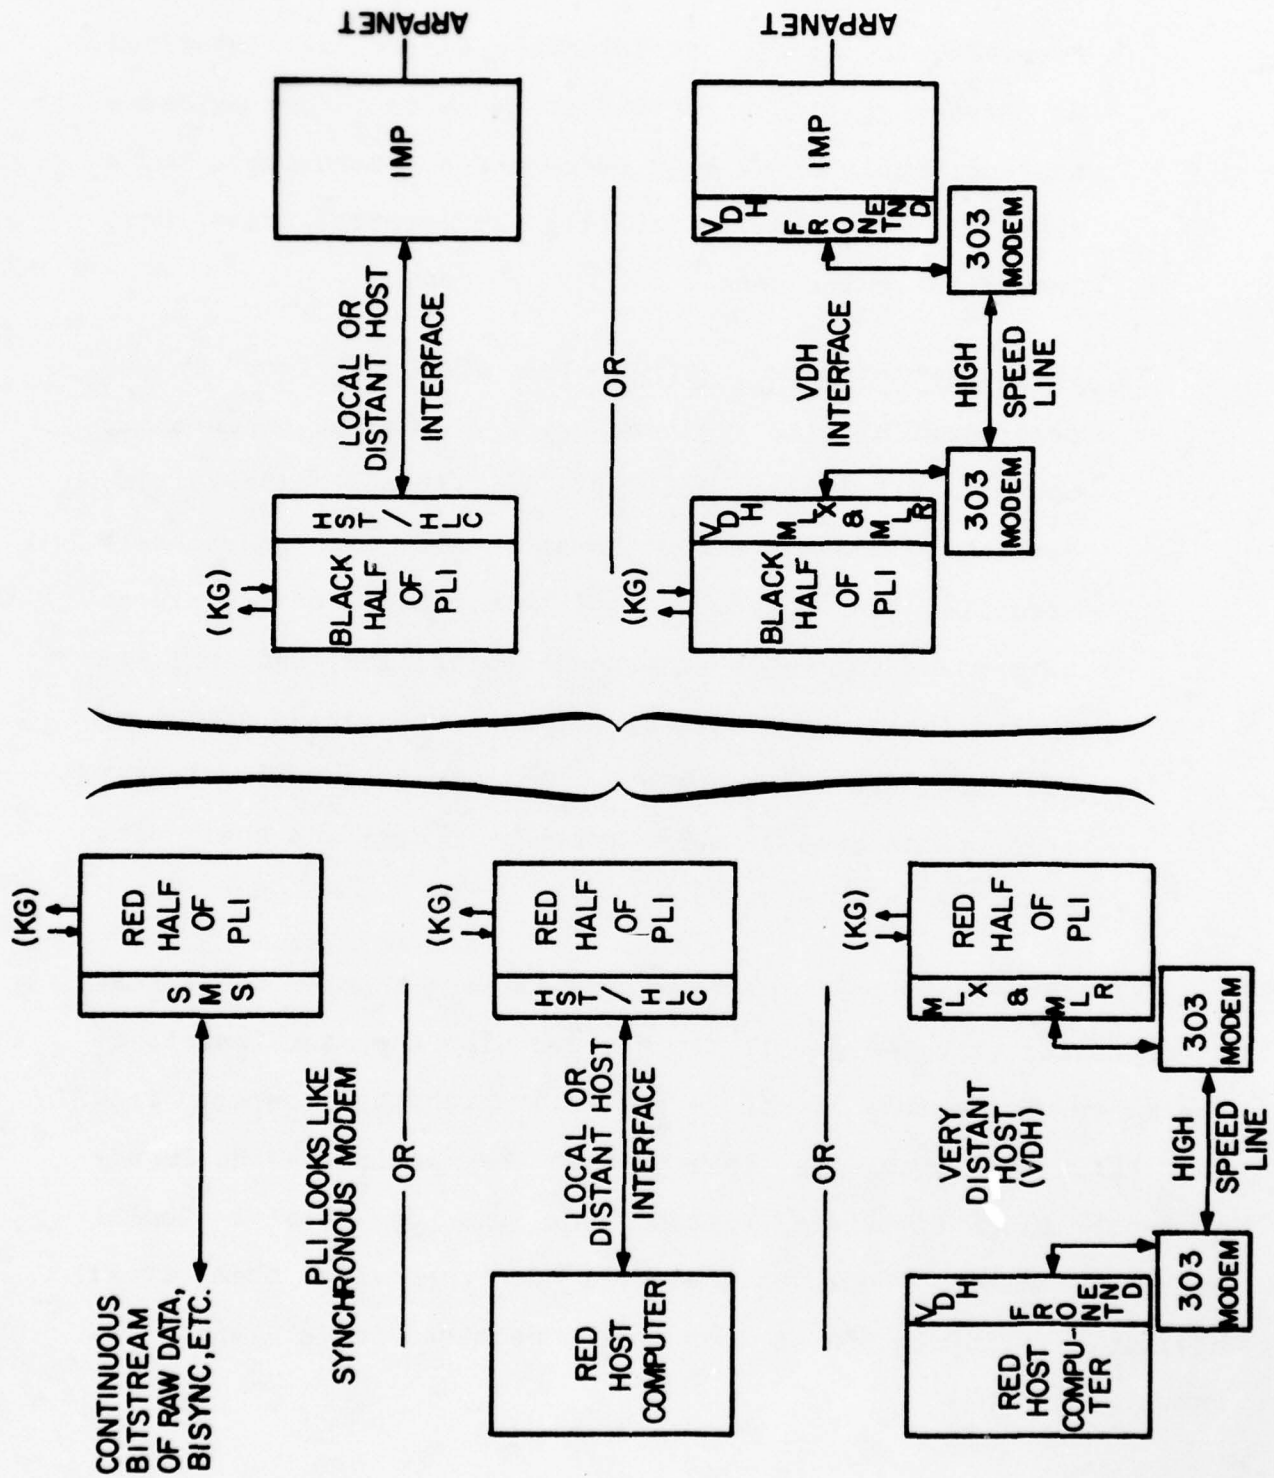 CONTINUOUS
BITSTREAM
OF RAW DATA,
BISYNC, ETC.
SMS
RED
HALF
OF
PLI
(KG)
PLI LOOKS LIKE
SYNCHRONOUS MODEM
OR
RED
HOST
COMPUTER
LOCAL OR
DISTANT HOST
INTERFACE
HST/HLC
RED
HALF
OF
PLI
(KG)
OR
RED
HOST
COMPU-
TER
VDH FRONT END
303
MODEM
VERY
DISTANT
HOST
(VDH)
HIGH
SPEED
LINE
303
MODEM
MLX & MLR
RED
HALF
OF
PLI
(KG)
(KG)
BLACK
HALF
OF
PLI
HST/HLC
LOCAL OR
DISTANT HOST
INTERFACE
IMP
ARPANET
OR
(KG)
BLACK
HALF
OF
PLI
VDH MLX & MLR
303
MODEM
VDH
INTERFACE
HIGH
SPEED
LINE
303
MODEM
VDH FRONT END
IMP
ARPANET